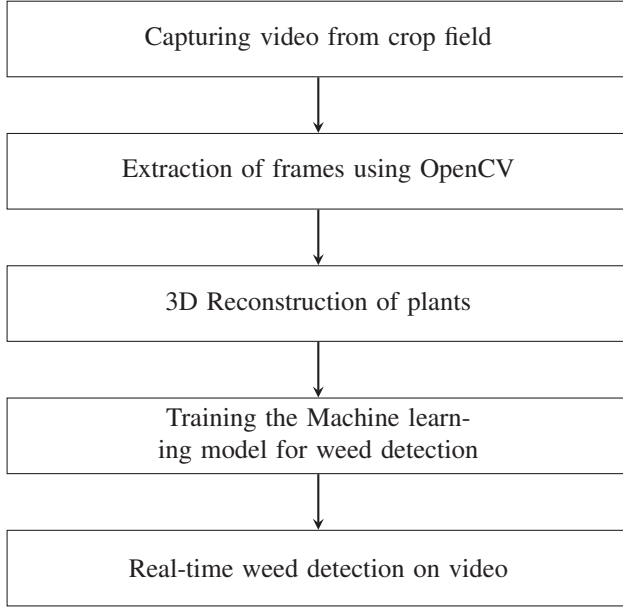 Capturing video from crop field
Extraction of frames using OpenCV
3D Reconstruction of plants
Training the Machine learn-
ing model for weed detection
Real-time weed detection on video